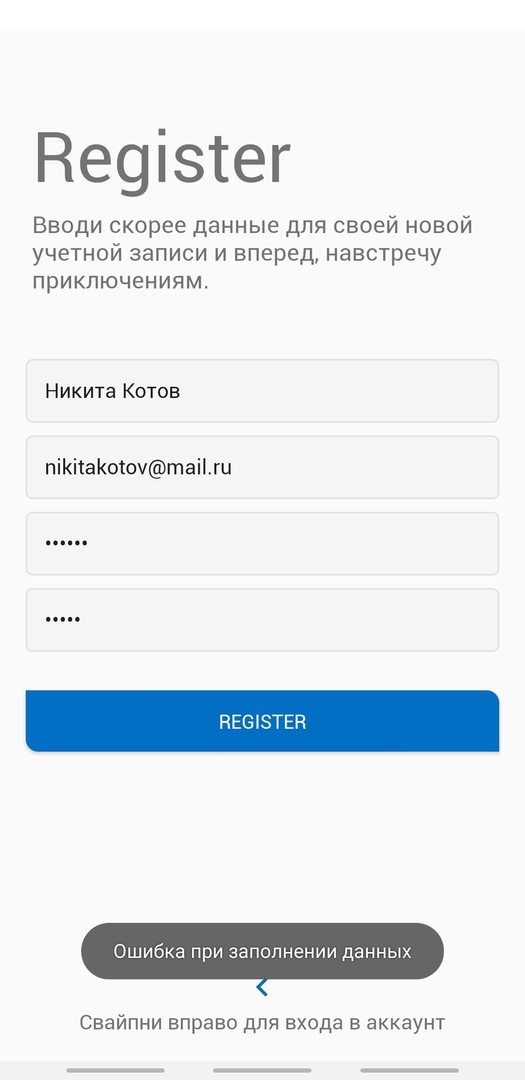 Register
Вводи скорее данные для своей новой
учетной записи и вперед, навстречу
приключениям.
Никита Котов
nikitakotov@mail.ru
••••••
•••••
REGISTER
Ошибка при заполнении данных
Свайпни вправо для входа в аккаунт